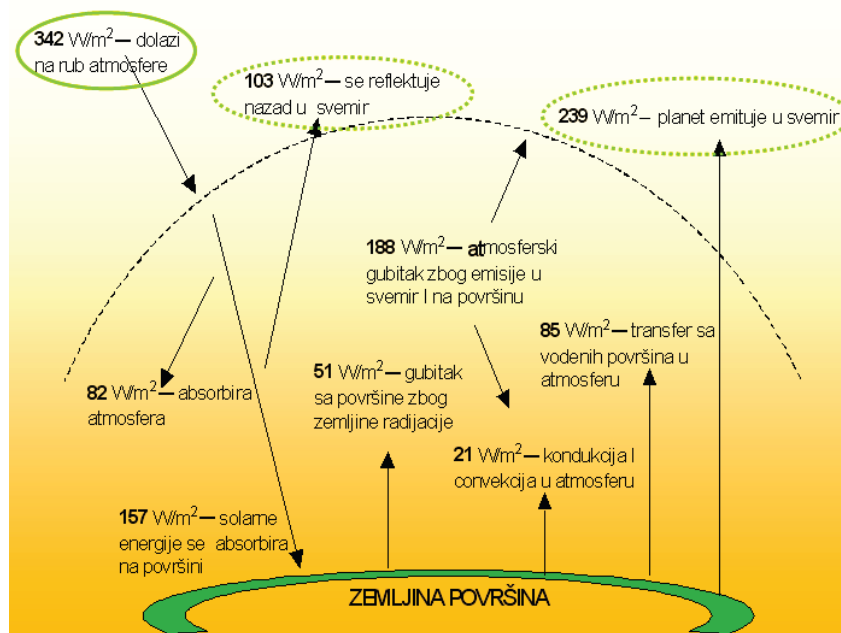 342 W/m²— dolazi
na rub atmosfere
103 W/m²— se reflektuje
nazad u svemir
239 W/m²– planet emituje u svemir
188 W/m²— atmosferski
gubitak zbog emisije u
svemir I na površinu
85 W/m²— transfer sa
vodenih površina u
atmosferu
82 W/m²— absorbira
atmosfera
51 W/m²— gubitak
sa površine zbog
zemljine radijacije
21 W/m²— kondukcija I
convekcija u atmosferu
157 W/m²— solarne
energije se absorbira
na površini
ZEMLJINA POVRŠINA